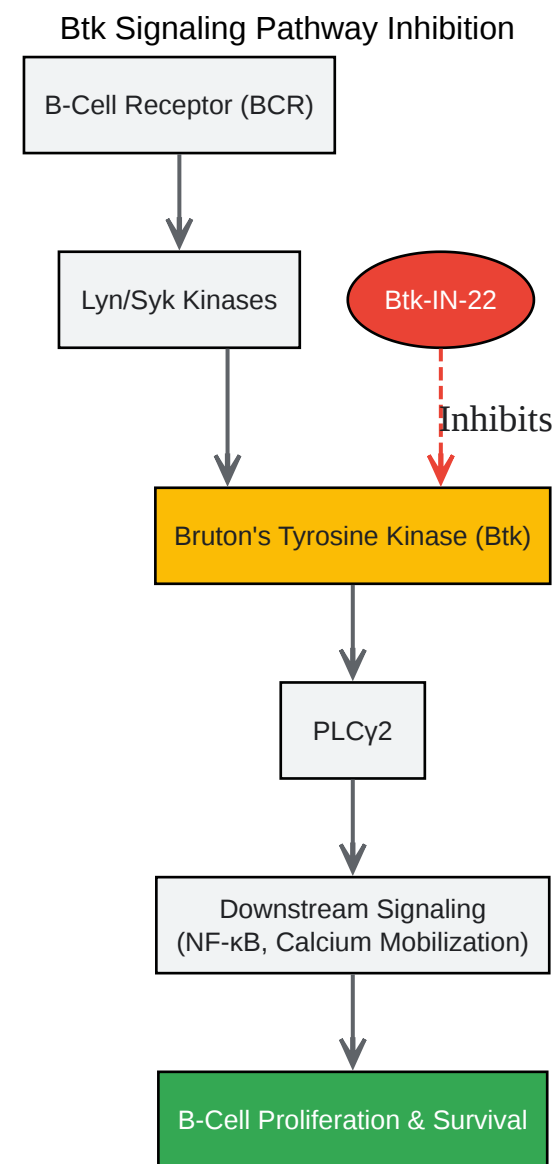 Btk Signaling Pathway Inhibition
B-Cell Receptor (BCR)
Lyn/Syk Kinases
Btk-IN-22
Inhibits
Bruton's Tyrosine Kinase (Btk)
PLCγ2
Downstream Signaling
(NF-κB, Calcium Mobilization)
B-Cell Proliferation & Survival